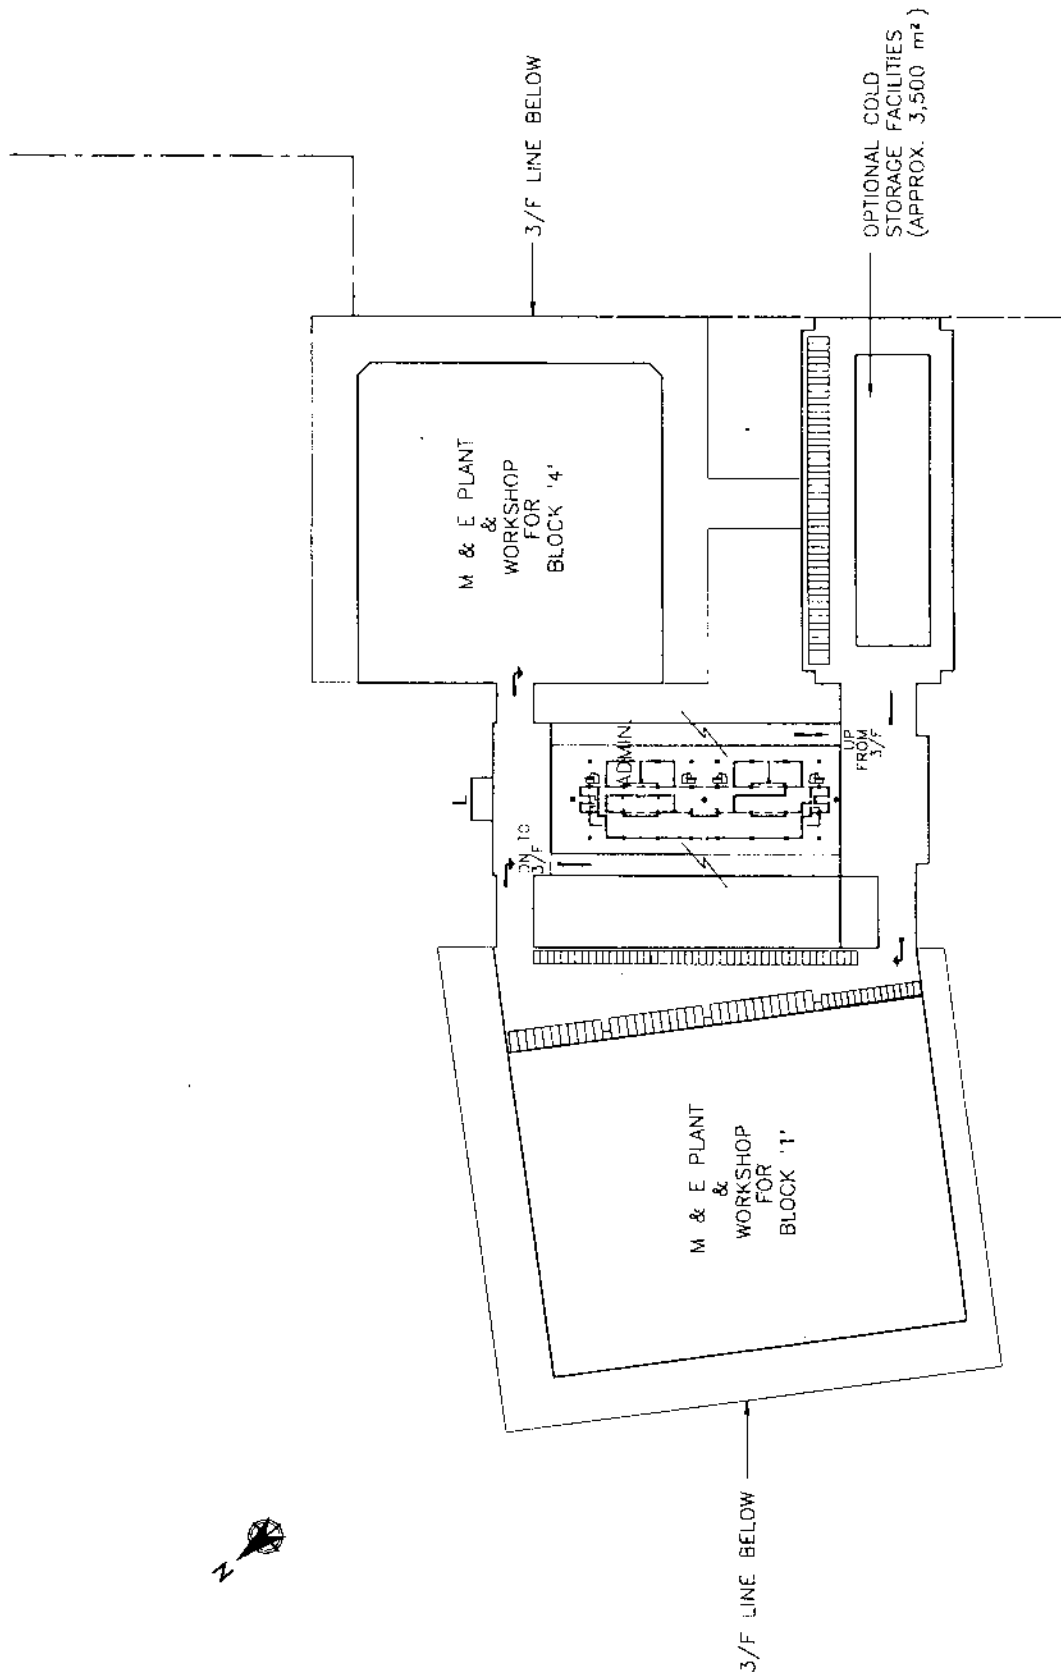 3/F LINE BELOW
OPTIONAL COLD
STORAGE FACILITIES
(APPROX. 3,500 m²)
M & E PLANT
&
WORKSHOP
FOR
BLOCK '4'
L
ADMIN.
UP
FROM
3/F
DN TO
3/F
M & E PLANT
&
WORKSHOP
FOR
BLOCK '1'
3/F LINE BELOW
N